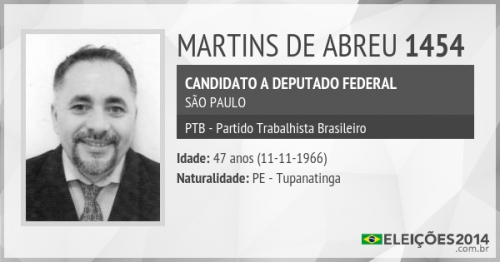 MARTINS DE ABREU 1454
CANDIDATO A DEPUTADO FEDERAL
SÃO PAULO
PTB - Partido Trabalhista Brasileiro
Idade: 47 anos (11-11-1966)
Naturalidade: PE - Tupanatinga
ELEIÇÕES2014
.com.br